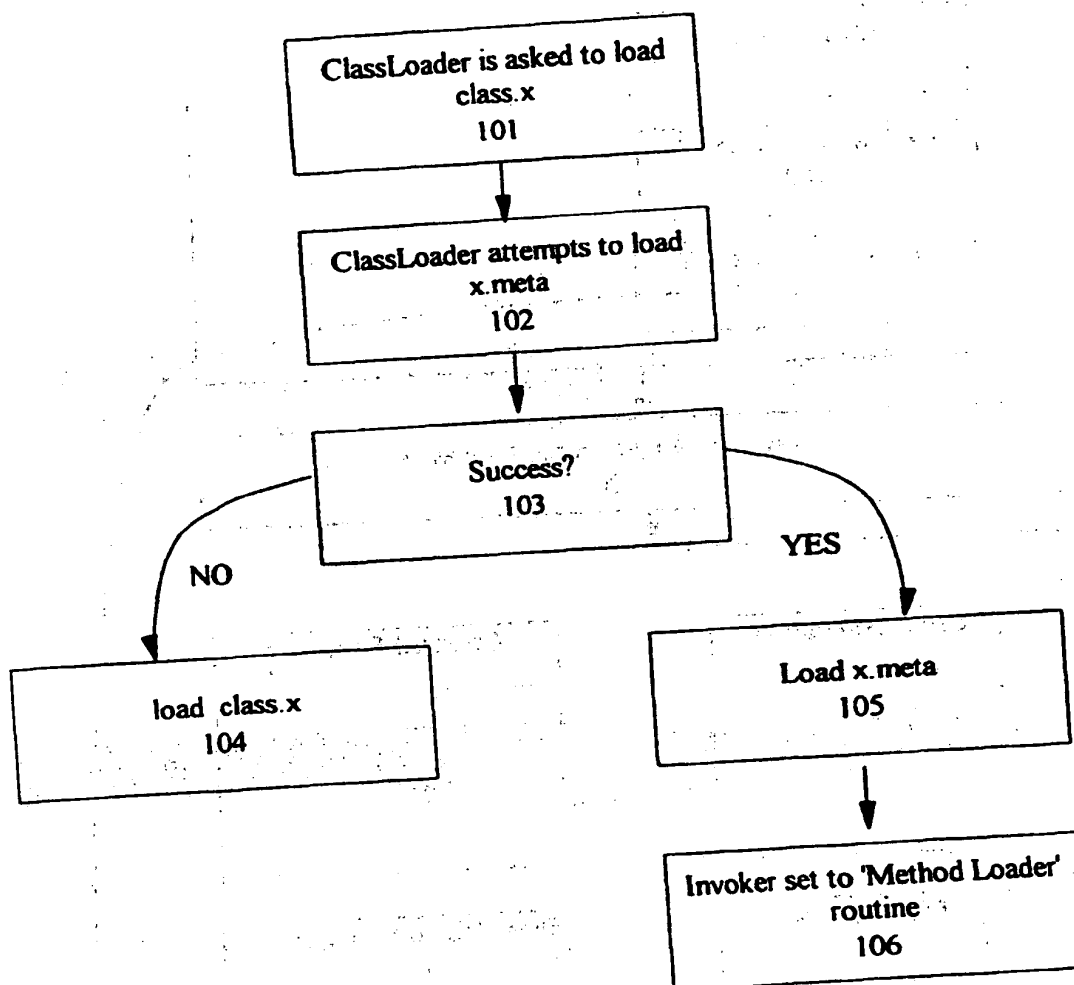 ClassLoader is asked to load
class.x
101
ClassLoader attempts to load
x.meta
102
Success?
103
NO
YES
load class.x
104
Load x.meta
105
Invoker set to 'Method Loader'
routine
106